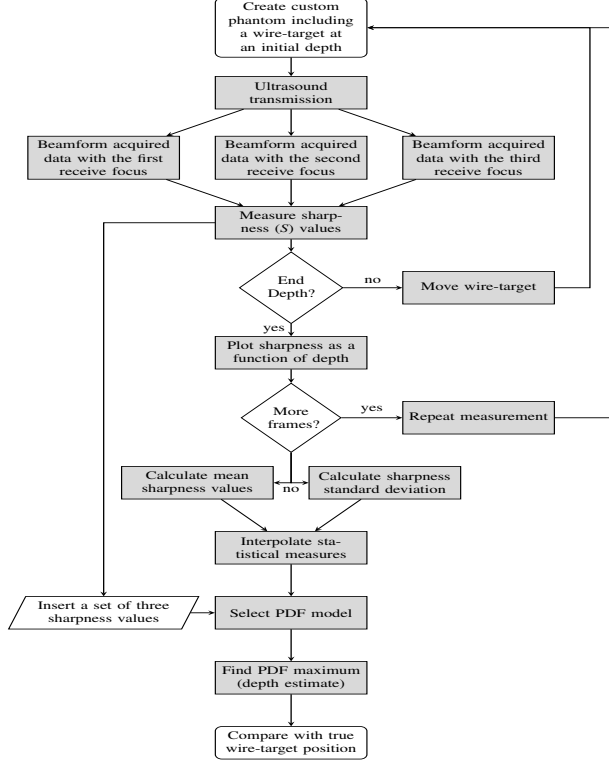 Create custom
phantom including
a wire-target at
an initial depth
Ultrasound
transmission
Beamform acquired
data with the first
receive focus
Beamform acquired
data with the second
receive focus
Beamform acquired
data with the third
receive focus
Measure sharp-
ness (S) values
End
Depth?
no
Move wire-target
yes
Plot sharpness as a
function of depth
More
frames?
yes
Repeat measurement
Calculate mean
sharpness values
no
Calculate sharpness
standard deviation
Interpolate sta-
tistical measures
Insert a set of three
sharpness values
Select PDF model
Find PDF maximum
(depth estimate)
Compare with true
wire-target position